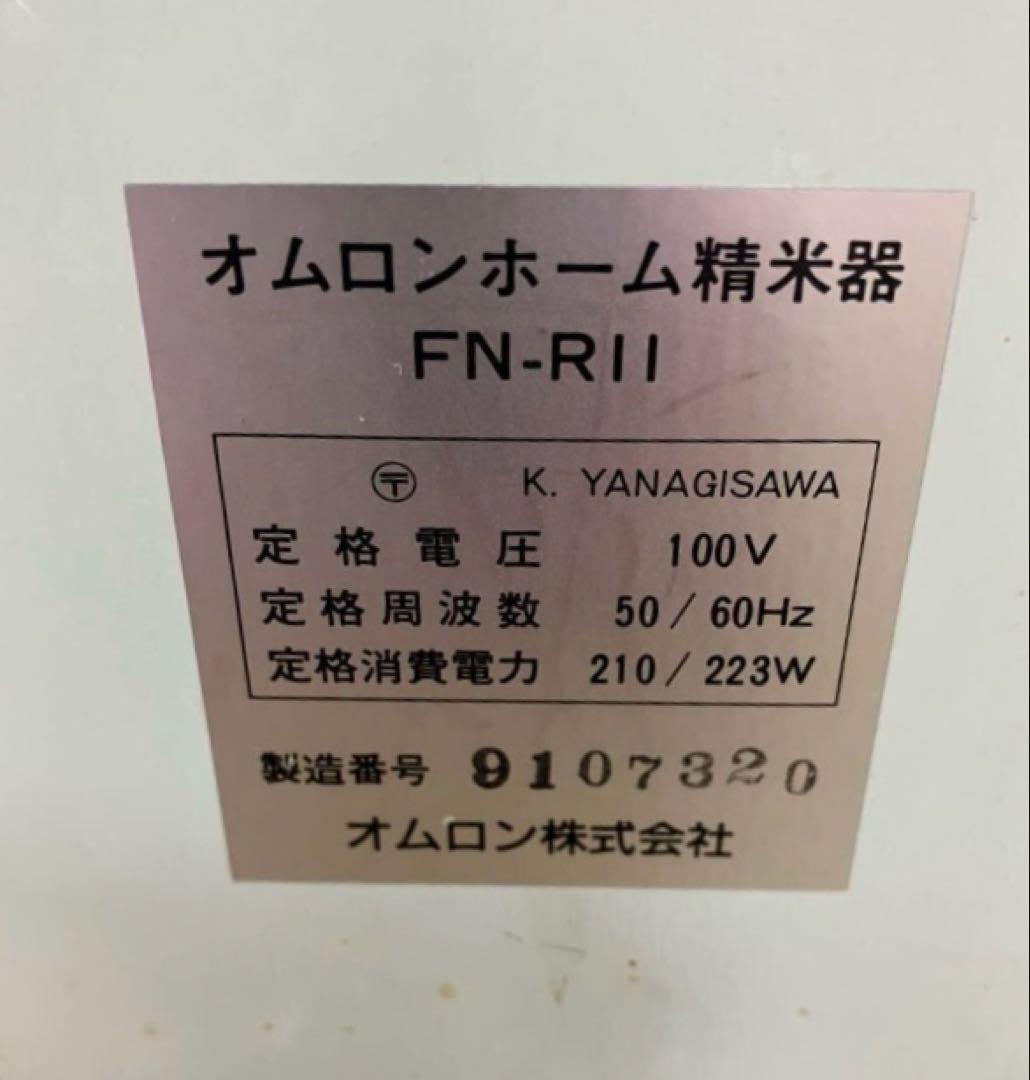 オムロンホーム精米器
FN-R11
〒 K. YANAGISAWA
定格電圧 100V
定格周波数 50/60Hz
定格消費電力 210/223W
製造番号 9107320
オムロン株式会社